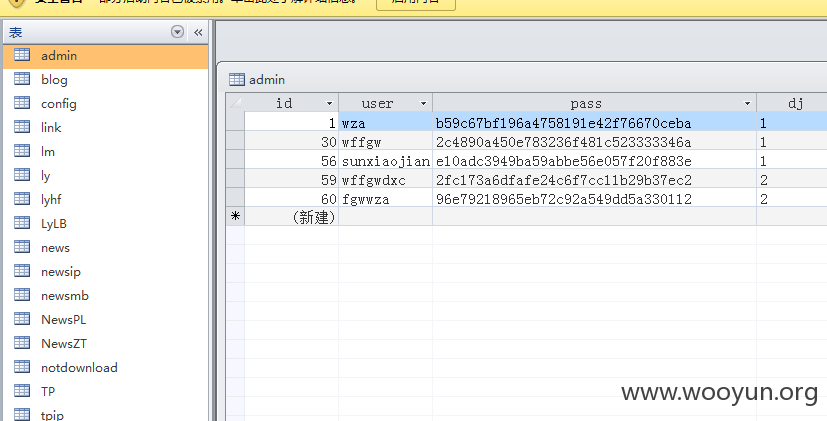 表
admin
blog
config
link
lm
ly
lyhf
LyLB
news
newsip
newsmb
NewsPL
NewsZT
notdownload
TP
tpip
admin
id user pass dj
1 wza b59c67bf196a4758191e42f76670ceba 1
30 wffgw 2c4890a450e783236f481c523333346a 1
56 sunxiaojian e10adc3949ba59abbe56e057f20f883e 1
59 wffgwdxc 2fc173a6dfafe24c6f7cc11b29b37ec2 2
60 fgwwza 96e79218965eb72c92a549dd5a330112 2
(新建)
www.wooyun.org